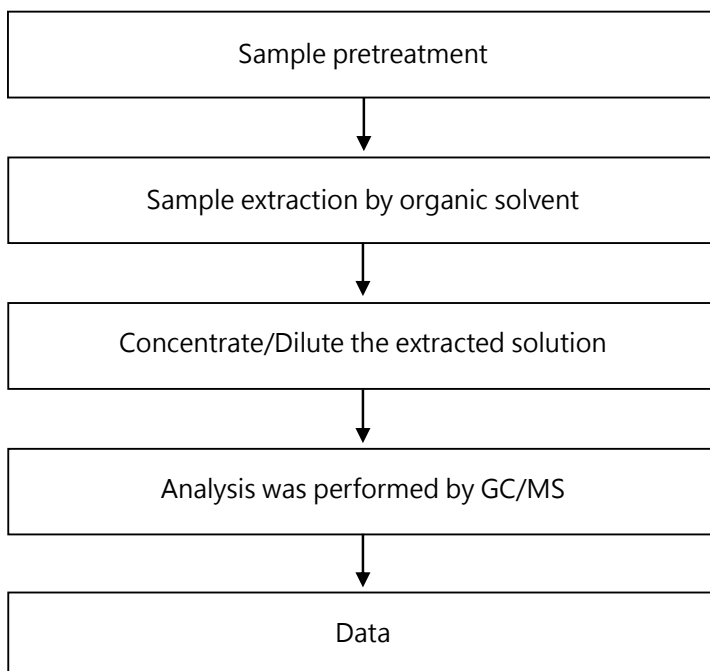 Sample pretreatment
Sample extraction by organic solvent
Concentrate/Dilute the extracted solution
Analysis was performed by GC/MS
Data